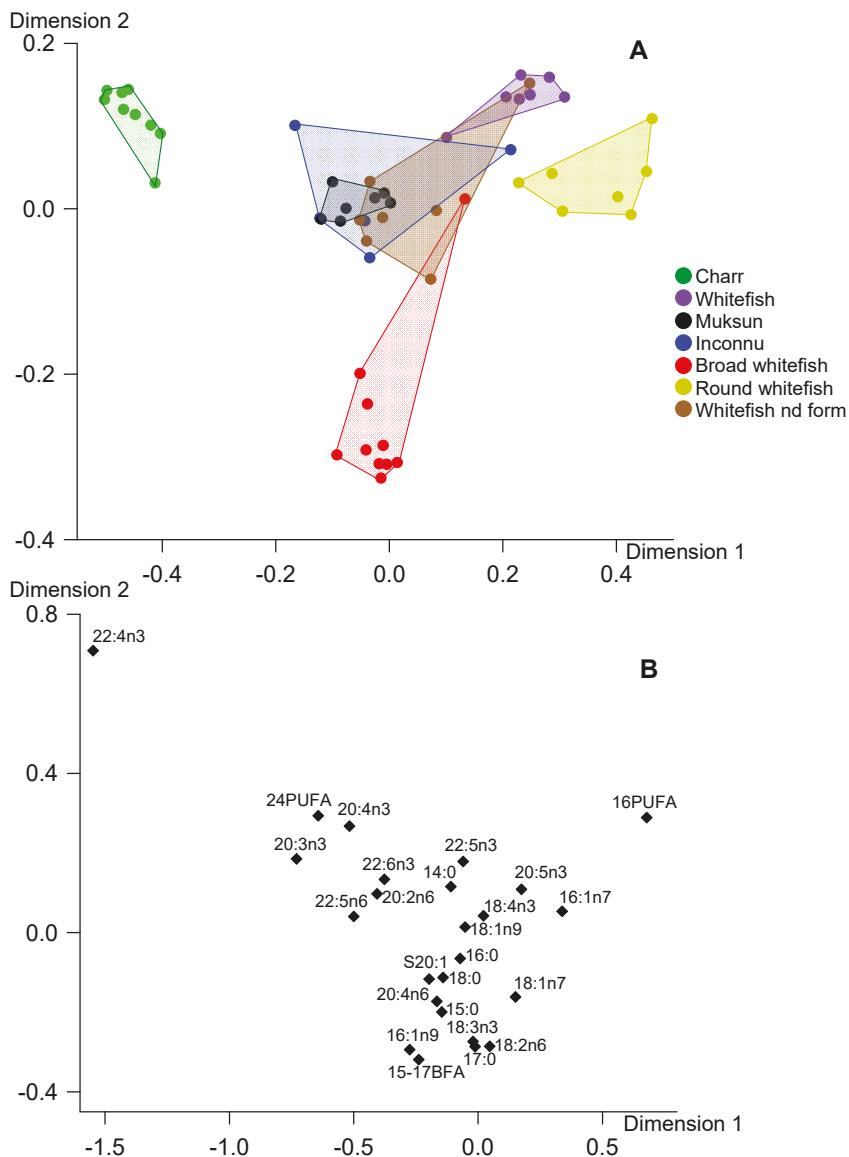 Dimension 2
0.2
A
0.0
Charr
Whitefish
Muksun
Inconnu
-0.2
Broad whitefish
Round whitefish
Whitefish nd form
-0.4
Dimension 1
-0.4 -0.2 0.0 0.2 0.4
Dimension 2
0.8
22:4n3
B
0.4
24PUFA
16PUFA
20:4n3
20:3n3
22:5n3
22:6n3
14:0
20:5n3
22:5n6
20:2n6
16:1n7
18:4n3
0.0
18:1n9
16:0
S20:1
18:0
18:1n7
20:4n6
15:0
18:3n3
16:1n9
18:2n6
17:0
15-17BFA
-0.4
Dimension 1
-1.5 -1.0 -0.5 0.0 0.5